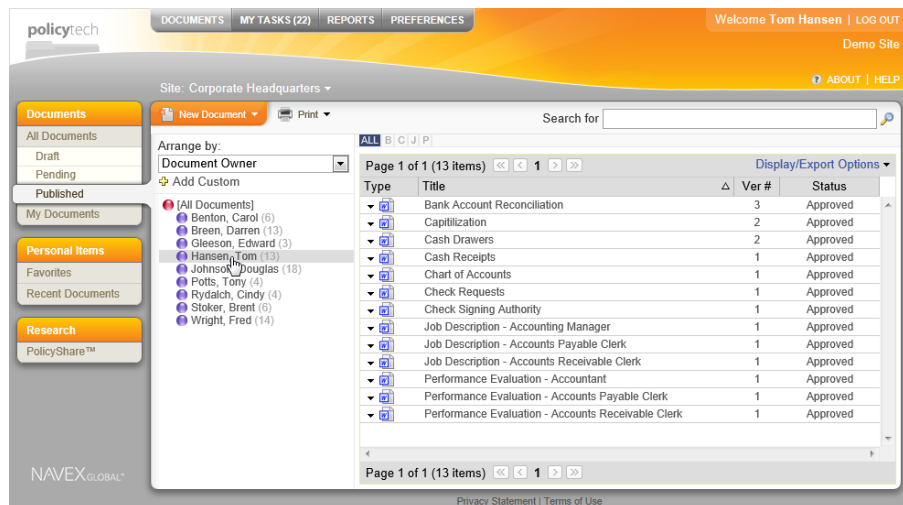 policytech
DOCUMENTS MY TASKS (22) REPORTS PREFERENCES
Welcome Tom Hansen | LOG OUT
Demo Site
Site: Corporate Headquarters
ABOUT | HELP
Documents
All Documents
Draft
Pending
Published
My Documents
Personal Items
Favorites
Recent Documents
Research
PolicyShare™
NAVEX GLOBAL™
New Document Print
Search for
Arrange by:
Document Owner
Add Custom
[All Documents]
Benton, Carol (6)
Breen, Darren (13)
Gleeson, Edward (3)
Hansen, Tom (13)
Johnson, Douglas (18)
Potts, Tony (4)
Rydalch, Cindy (4)
Stoker, Brent (6)
Wright, Fred (14)
ALL B C J P
Page 1 of 1 (13 items) 1 Display/Export Options
Type Title Ver # Status
Bank Account Reconciliation 3 Approved
Capitilization 2 Approved
Cash Drawers 2 Approved
Cash Receipts 1 Approved
Chart of Accounts 1 Approved
Check Requests 1 Approved
Check Signing Authority 1 Approved
Job Description - Accounting Manager 1 Approved
Job Description - Accounts Payable Clerk 1 Approved
Job Description - Accounts Receivable Clerk 1 Approved
Performance Evaluation - Accountant 1 Approved
Performance Evaluation - Accounts Payable Clerk 1 Approved
Performance Evaluation - Accounts Receivable Clerk 1 Approved
Page 1 of 1 (13 items) 1
Privacy Statement | Terms of Use